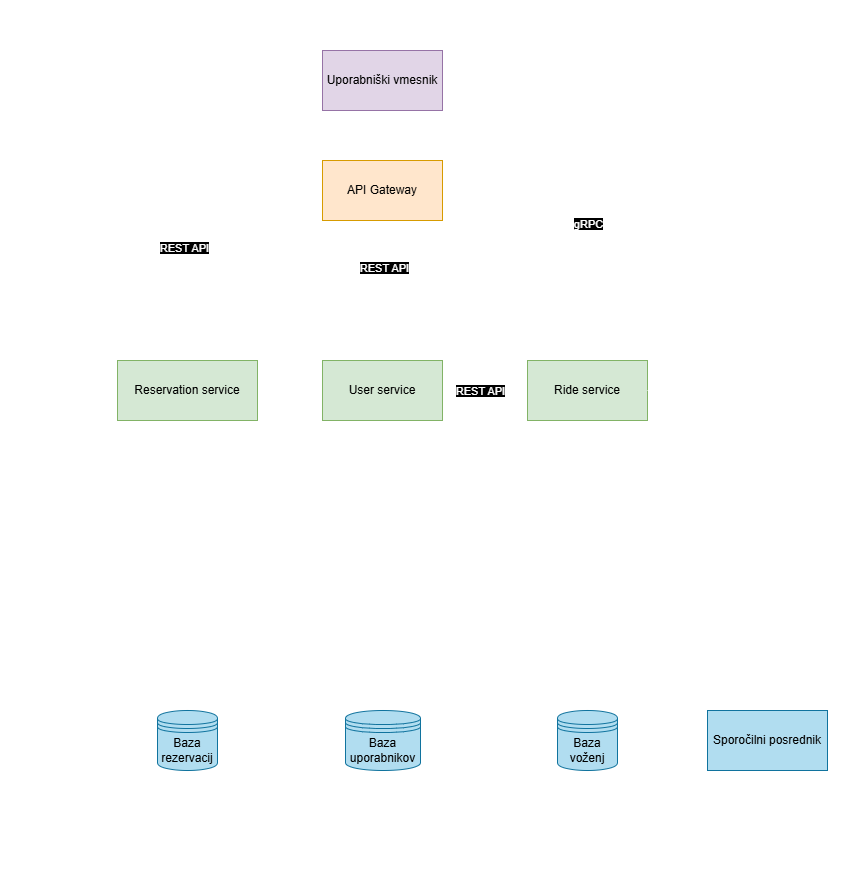 Uporabniški vmesnik
API Gateway
gRPC
REST API
REST API
Reservation service
User service
REST API
Ride service
Baza
rezervacij
Baza
uporabnikov
Baza
voženj
Sporočilni posrednik